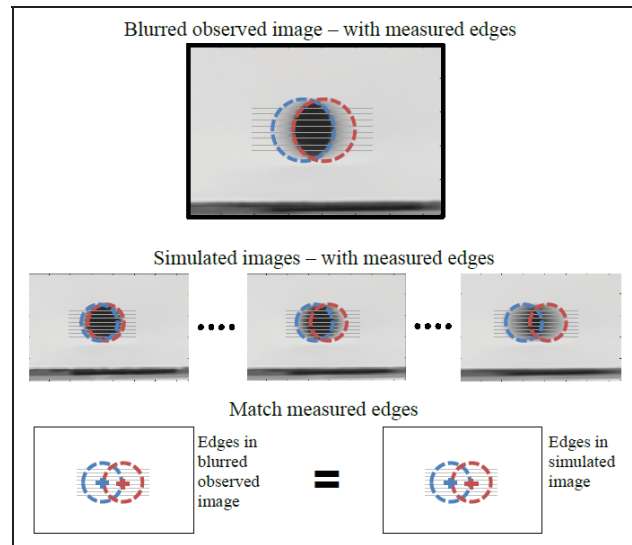 Blurred observed image – with measured edges
Simulated images – with measured edges
Match measured edges
Edges in
blurred
observed
image
=
Edges in
simulated
image